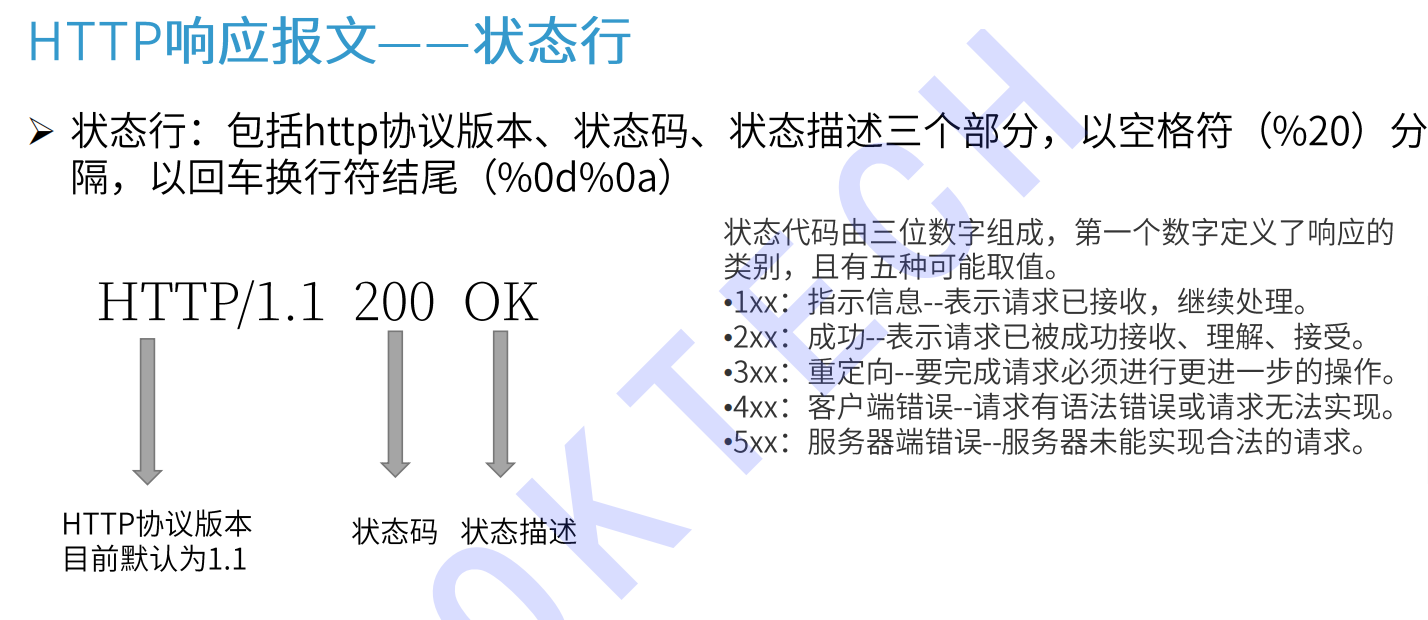 HTTP响应报文——状态行
➢ 状态行：包括http协议版本、状态码、状态描述三个部分，以空格符（%20）分
隔，以回车换行符结尾（%0d%0a）
HTTP/1.1 200 OK
HTTP协议版本
目前默认为1.1
状态码
状态描述
状态代码由三位数字组成，第一个数字定义了响应的
类别，且有五种可能取值。
•1xx：指示信息--表示请求已接收，继续处理。
•2xx：成功--表示请求已被成功接收、理解、接受。
•3xx：重定向--要完成请求必须进行更进一步的操作。
•4xx：客户端错误--请求有语法错误或请求无法实现。
•5xx：服务器端错误--服务器未能实现合法的请求。
OKTECH